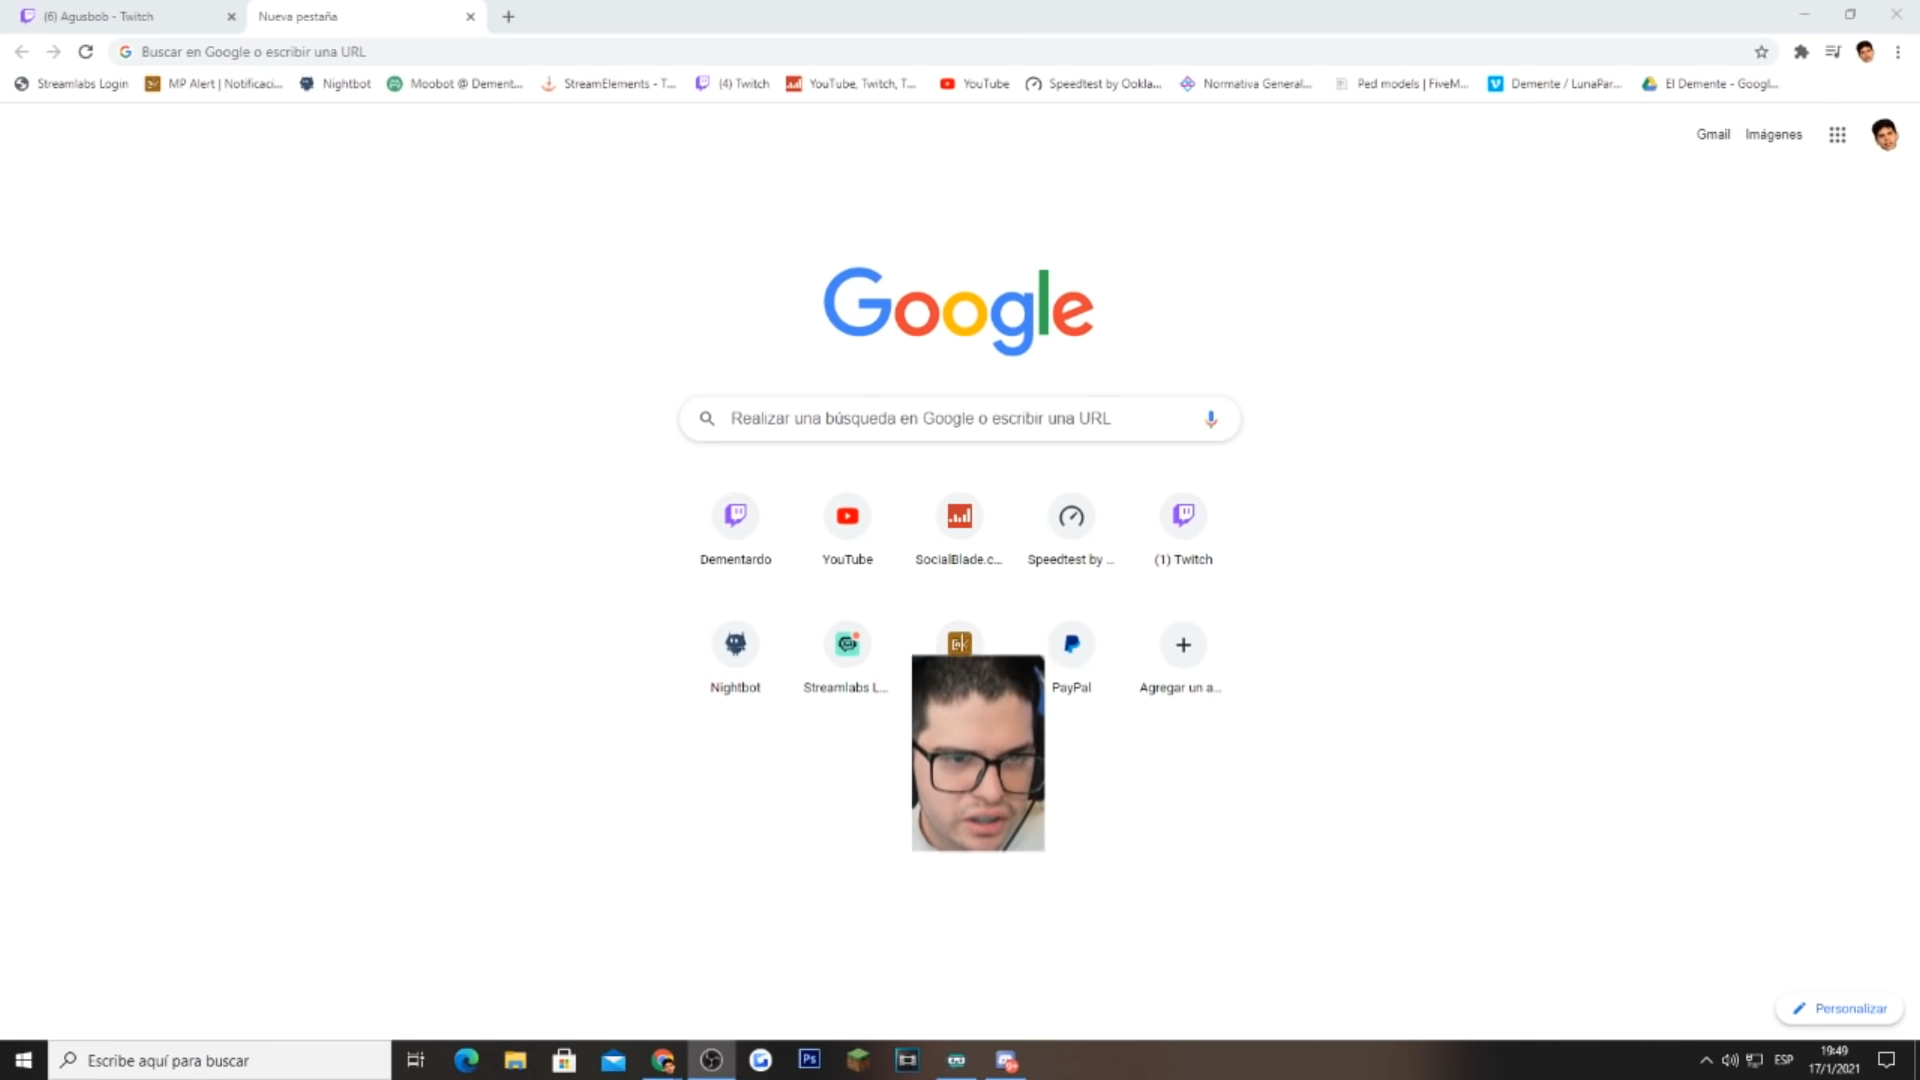 (6) Agusbob - Twitch
Nueva pestaña
Buscar en Google o escribir una URL
Streamlabs Login
MP Alert | Notificaci...
Nightbot
Moobot @ Dement...
StreamElements - T...
(4) Twitch
YouTube, Twitch, T...
YouTube
Speedtest by Ookla...
Normativa General...
Ped models | FiveM...
Demente / LunaPar...
El Demente - Googl...
Gmail
Imágenes
Google
Realizar una búsqueda en Google o escribir una URL
Dementardo
YouTube
SocialBlade.c...
Speedtest by ...
(1) Twitch
Nightbot
Streamlabs L...
PayPal
Agregar un a...
Personalizar
Escribe aquí para buscar
Ps
ESP
19:49
17/1/2021